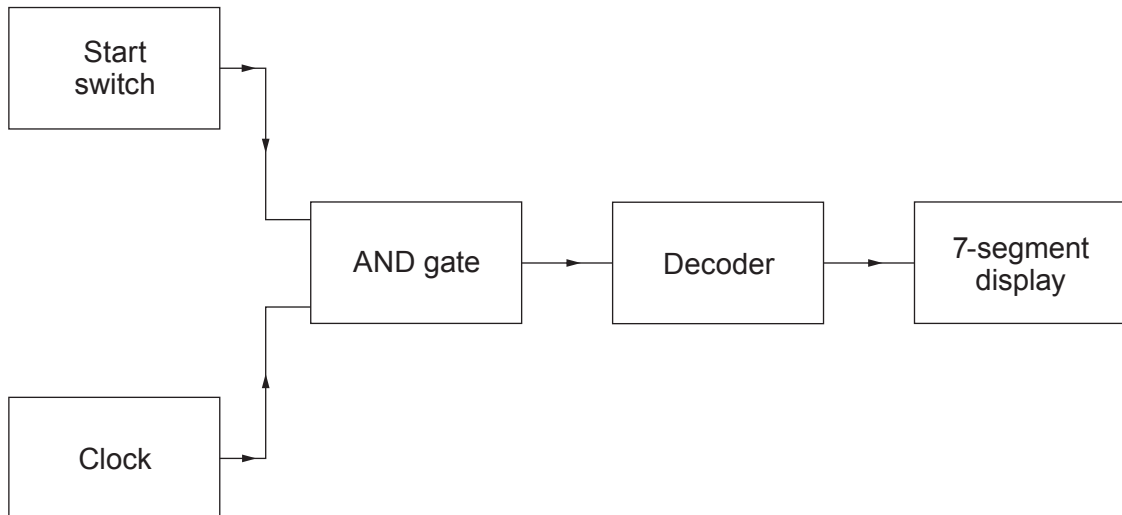 Start
switch
AND gate
Decoder
7-segment
display
Clock